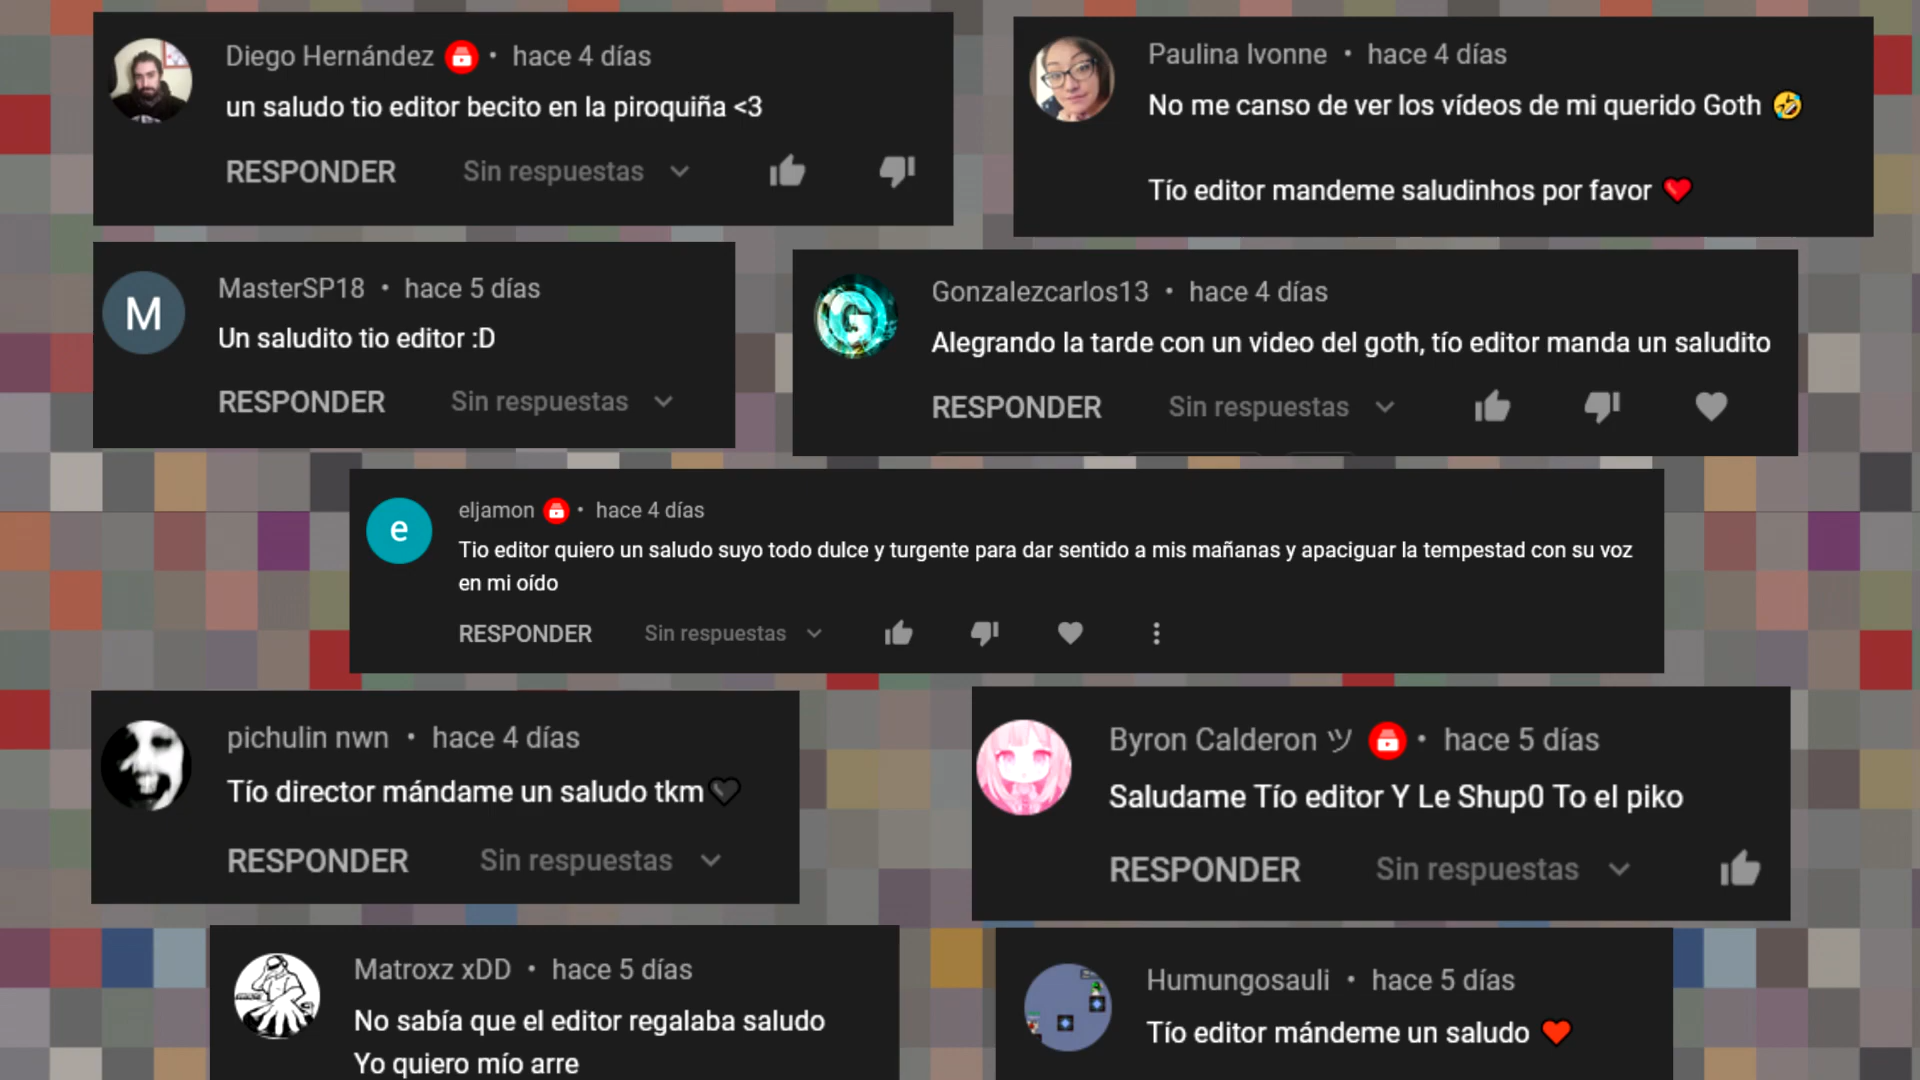 Diego Hernández • hace 4 días
un saludo tio editor becito en la piroquiña <3
RESPONDER Sin respuestas
Paulina Ivonne • hace 4 días
No me canso de ver los vídeos de mi querido Goth 🤣
Tío editor mandeme saludinhos por favor ❤️
M
MasterSP18 • hace 5 días
Un saludito tio editor :D
RESPONDER Sin respuestas
G
Gonzalezcarlos13 • hace 4 días
Alegrando la tarde con un video del goth, tío editor manda un saludito
RESPONDER Sin respuestas
e
eljamon • hace 4 días
Tio editor quiero un saludo suyo todo dulce y turgente para dar sentido a mis mañanas y apaciguar la tempestad con su voz
en mi oído
RESPONDER Sin respuestas
pichulin nwn • hace 4 días
Tío director mándame un saludo tkm🖤
RESPONDER Sin respuestas
Byron Calderon ツ • hace 5 días
Saludame Tío editor Y Le Shup0 To el piko
RESPONDER Sin respuestas
Matroxz xDD • hace 5 días
No sabía que el editor regalaba saludo
Yo quiero mío arre
Humungosauli • hace 5 días
Tío editor mándeme un saludo ❤️